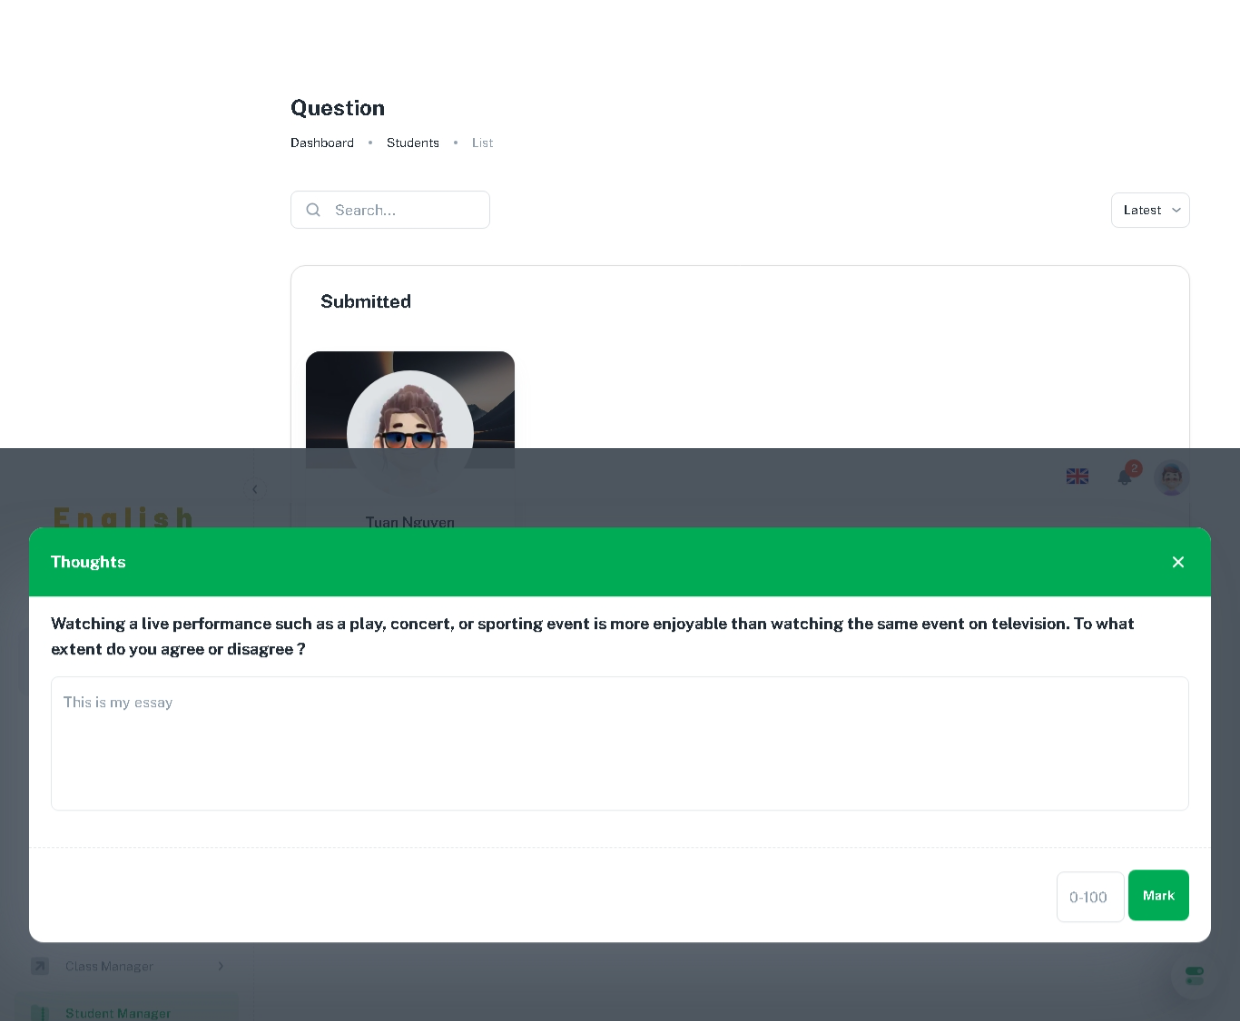 Question
Dashboard • Students • List
Search...
Latest
Submitted
2
English
Tuan Nguyen
Thoughts
Watching a live performance such as a play, concert, or sporting event is more enjoyable than watching the same event on television. To what
extent do you agree or disagree ?
This is my essay
0-100
Mark
Class Manager
Student Manager